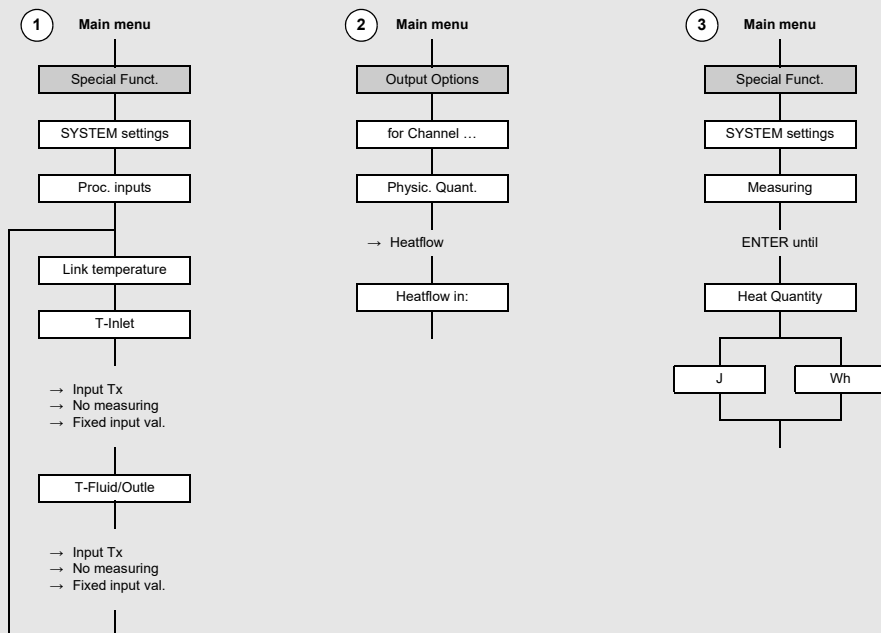 1 Main menu
Special Funct.
SYSTEM settings
Proc. inputs
Link temperature
T-Inlet
→ Input Tx
→ No measuring
→ Fixed input val.
T-Fluid/Outle
→ Input Tx
→ No measuring
→ Fixed input val.
2 Main menu
Output Options
for Channel …
Physic. Quant.
→ Heatflow
Heatflow in:
3 Main menu
Special Funct.
SYSTEM settings
Measuring
ENTER until
Heat Quantity
J
Wh